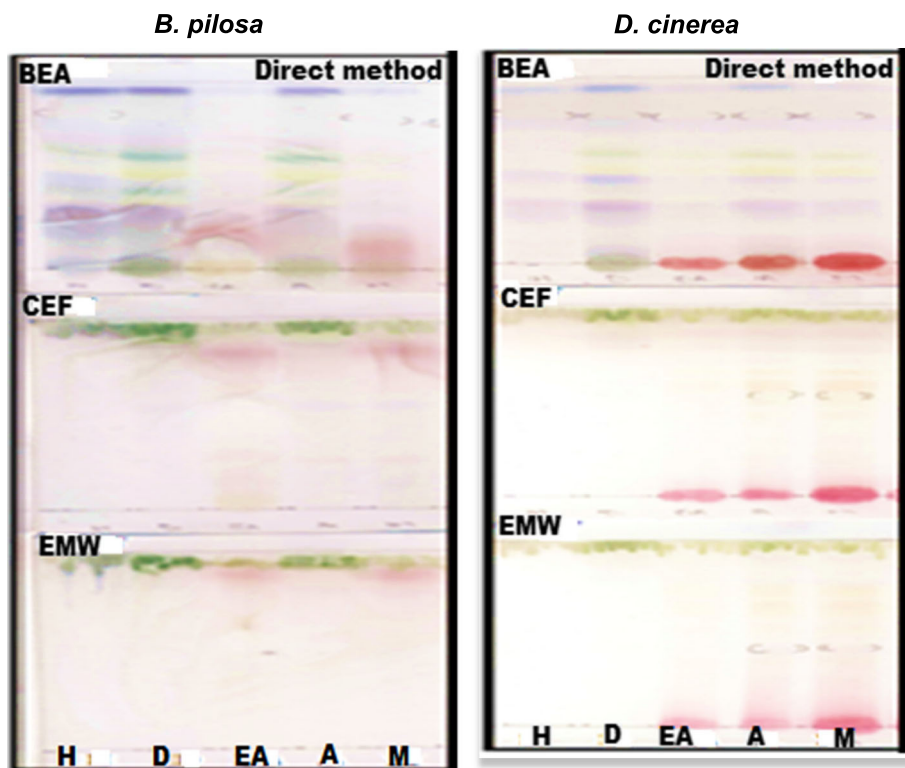 B. pilosa
D. cinerea
BEA Direct method
CEF
EMW
H D EA A M
BEA Direct method
CEF
EMW
H D EA A M